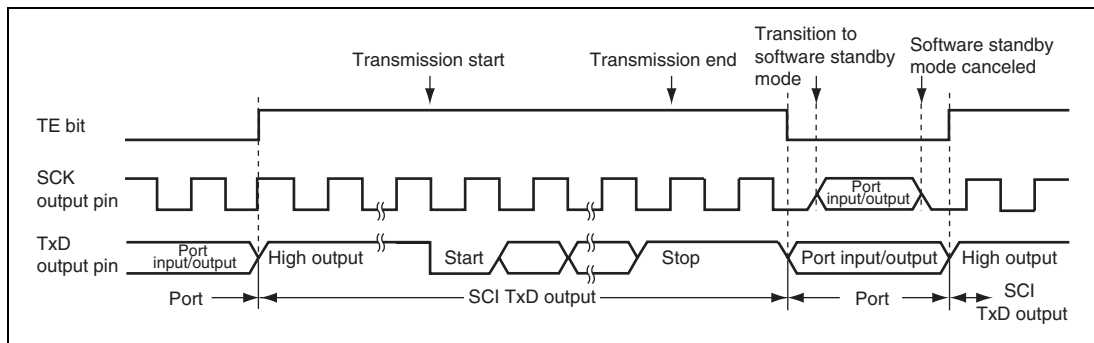 Transition to
software standby
mode
Software standby
mode canceled
Transmission start
Transmission end
TE bit
SCK
output pin
Port
input/output
TxD
output pin
Port
input/output
High output
Start
Stop
Port input/output
High output
Port
SCI TxD output
Port
SCI
TxD output